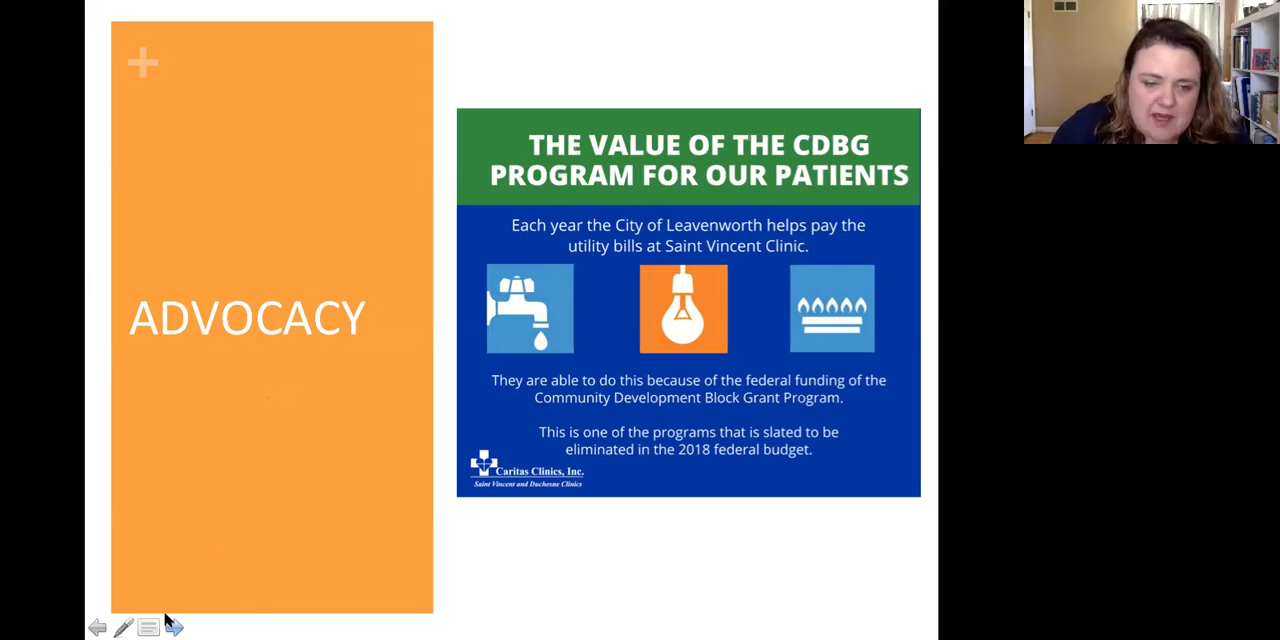 +
ADVOCACY
THE VALUE OF THE CDBG
PROGRAM FOR OUR PATIENTS
Each year the City of Leavenworth helps pay the
utility bills at Saint Vincent Clinic.
They are able to do this because of the federal funding of the
Community Development Block Grant Program.
This is one of the programs that is slated to be
eliminated in the 2018 federal budget.
Caritas Clinics, Inc.
Saint Vincent and Duchesne Clinics